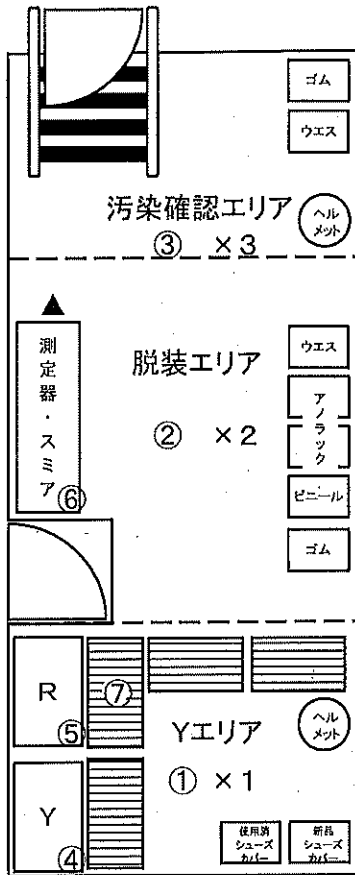 ゴム
ウエス
汚染確認エリア
ヘル
メット
③ ×3
測定器・スミア
⑥
脱装エリア
② ×2
ウエス
アノラック
ビニール
ゴム
R
⑤
⑦
Yエリア
ヘル
メット
① ×1
Y
④
使用済
シューズ
カバー
新品
シューズ
カバー